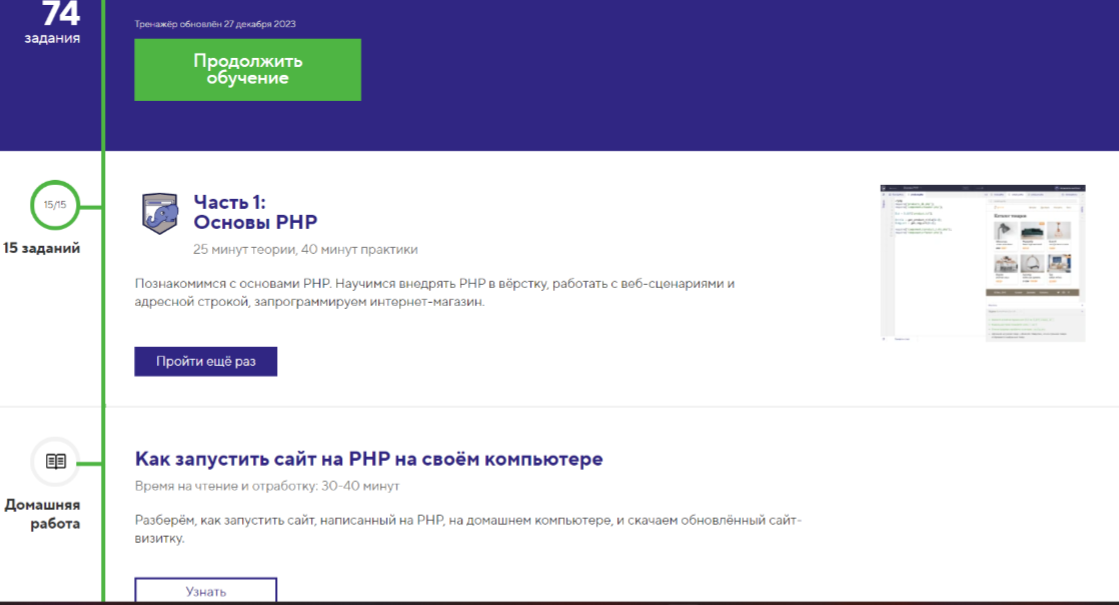 74
задания
Тренажёр обновлён 27 декабря 2023
Продолжить
обучение
15/15
15 заданий
Часть 1:
Основы PHP
25 минут теории, 40 минут практики
Познакомимся с основами PHP. Научимся внедрять PHP в вёрстку, работать с веб-сценариями и
адресной строкой, запрограммируем интернет-магазин.
Пройти ещё раз
Каталог товаров
Домашняя
работа
Как запустить сайт на PHP на своём компьютере
Время на чтение и отработку: 30-40 минут
Разберём, как запустить сайт, написанный на PHP, на домашнем компьютере, и скачаем обновлённый сайт-
визитку.
Узнать